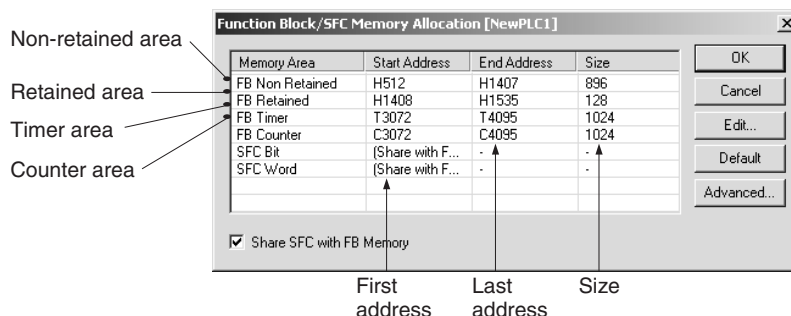 Function Block/SFC Memory Allocation [NewPLC1]
Non-retained area
Retained area
Timer area
Counter area
Memory Area Start Address End Address Size
FB Non Retained H512 H1407 896
FB Retained H1408 H1535 128
FB Timer T3072 T4095 1024
FB Counter C3072 C4095 1024
SFC Bit (Share with F... - -
SFC Word (Share with F... - -
OK
Cancel
Edit...
Default
Advanced...
Share SFC with FB Memory
First address
Last address
Size